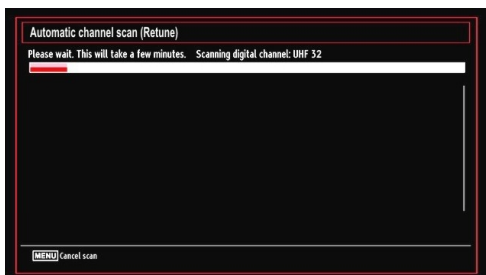 Automatic channel scan (Retune)
Please wait. This will take a few minutes. Scanning digital channel: UHF 32
MENU Cancel scan